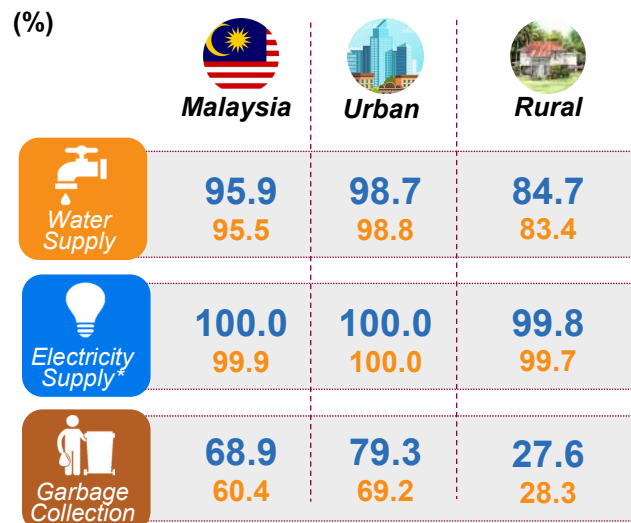 (%)
Malaysia Urban Rural
Water
Supply
95.9 98.7 84.7
95.5 98.8 83.4
Electricity
Supply*
100.0 100.0 99.8
99.9 100.0 99.7
Garbage
Collection
68.9 79.3 27.6
60.4 69.2 28.3